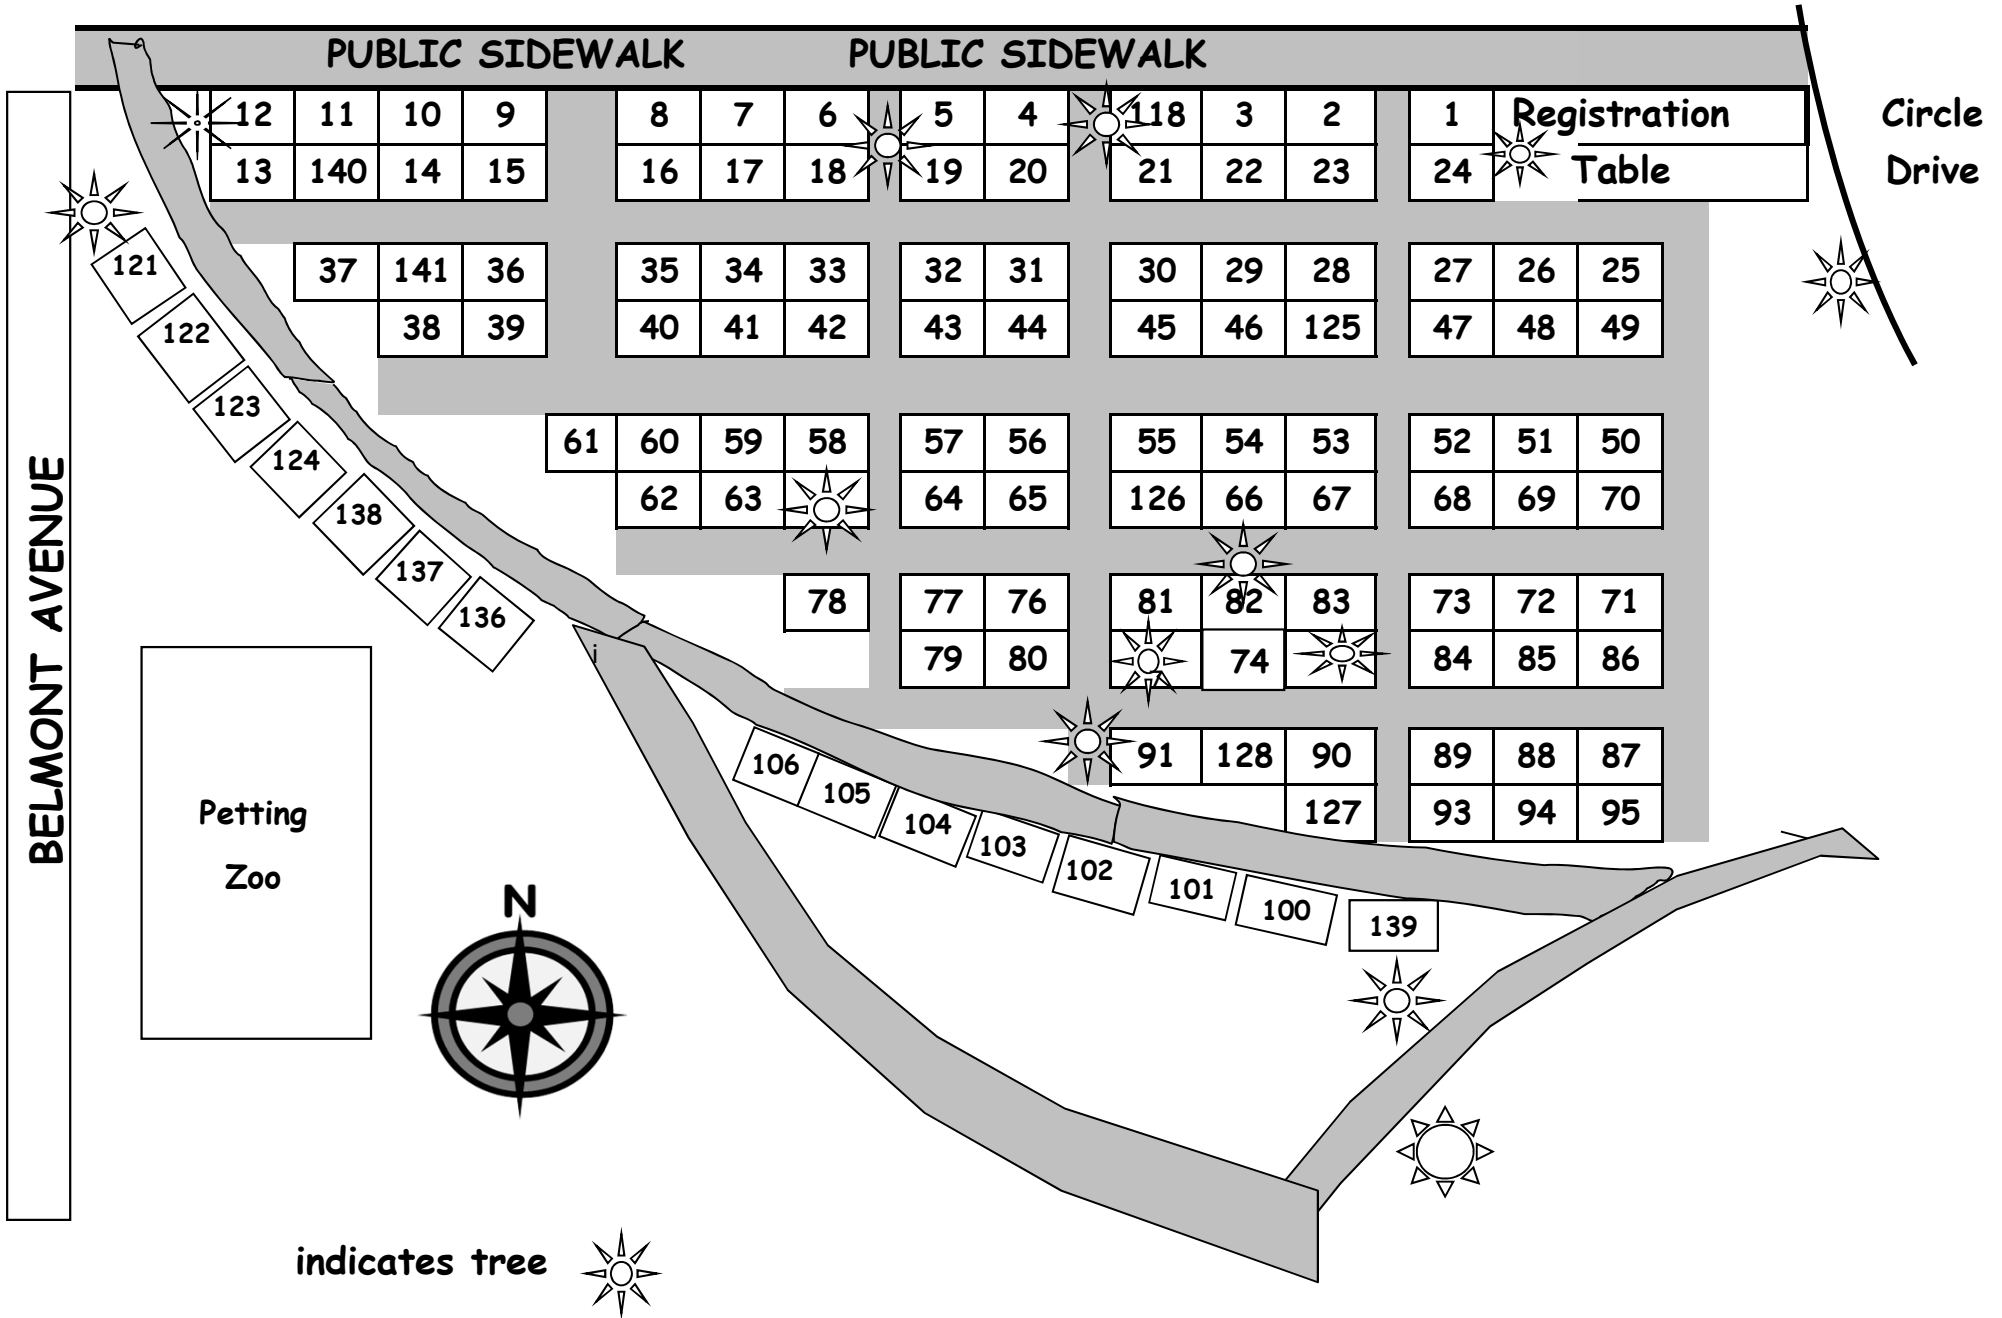 PUBLIC SIDEWALK PUBLIC SIDEWALK
12 11 10 9 8 7 6 5 4 118 3 2 1 Registration Circle
13 140 14 15 16 17 18 19 20 21 22 23 24 Table Drive
37 141 36 35 34 33 32 31 30 29 28 27 26 25
38 39 40 41 42 43 44 45 46 125 47 48 49
61 60 59 58 57 56 55 54 53 52 51 50
62 63 64 65 126 66 67 68 69 70
78 77 76 81 82 83 73 72 71
79 80 74 84 85 86
91 128 90 89 88 87
127 93 94 95
121
122
123
124
138
137
136
i
106
105
104
103
102
101
100
139
BELMONT AVENUE
Petting
Zoo
N
indicates tree